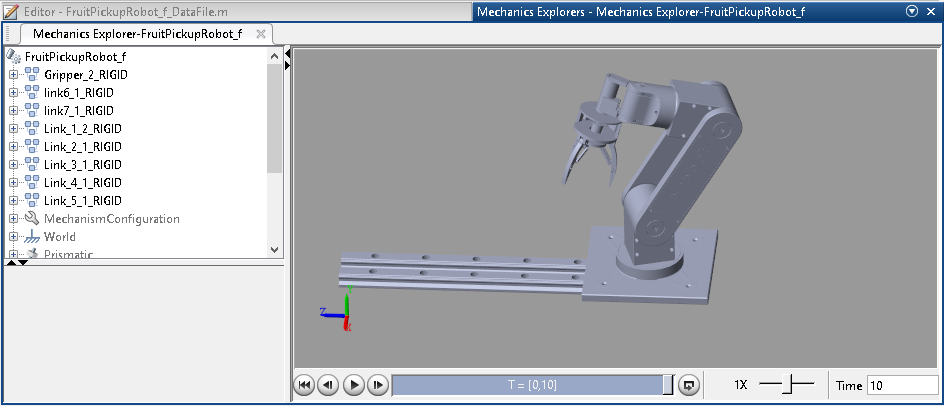 Editor - FruitPickupRobot_f_DataFile.m
Mechanics Explorers - Mechanics Explorer-FruitPickupRobot_f
Mechanics Explorer-FruitPickupRobot_f
FruitPickupRobot_f
Gripper_2_RIGID
link6_1_RIGID
link7_1_RIGID
Link_1_2_RIGID
Link_2_1_RIGID
Link_3_1_RIGID
Link_4_1_RIGID
Link_5_1_RIGID
MechanismConfiguration
World
Prismatic
Y
Z
X
T = [0,10]
1X
Time 10